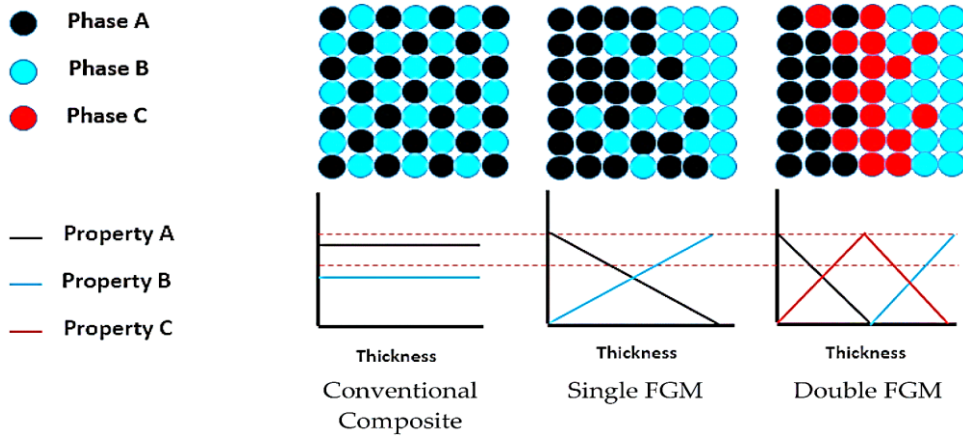 Phase A
Phase B
Phase C
Property A
Property B
Property C
Thickness
Thickness
Thickness
Conventional
Composite
Single FGM
Double FGM